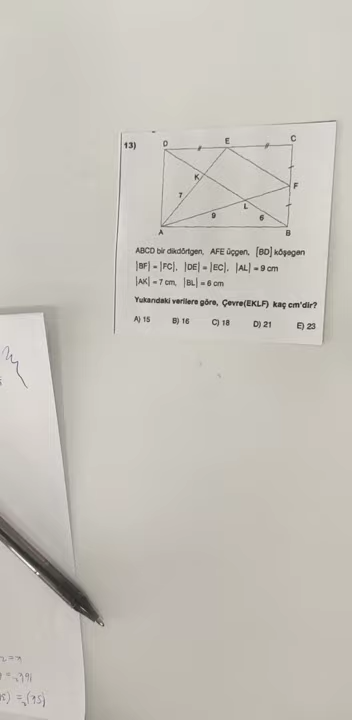 13)
D E C
K
7
F
L
9 6
A B
ABCD bir dikdörtgen, AFE üçgen, [BD] köşegen
|BF| = |FC|, |DE| = |EC|, |AL| = 9 cm
|AK| = 7 cm, |BL| = 6 cm
Yukarıdaki verilere göre, Çevre(EKLF) kaç cm'dir?
A) 15 B) 16 C) 18 D) 21 E) 23